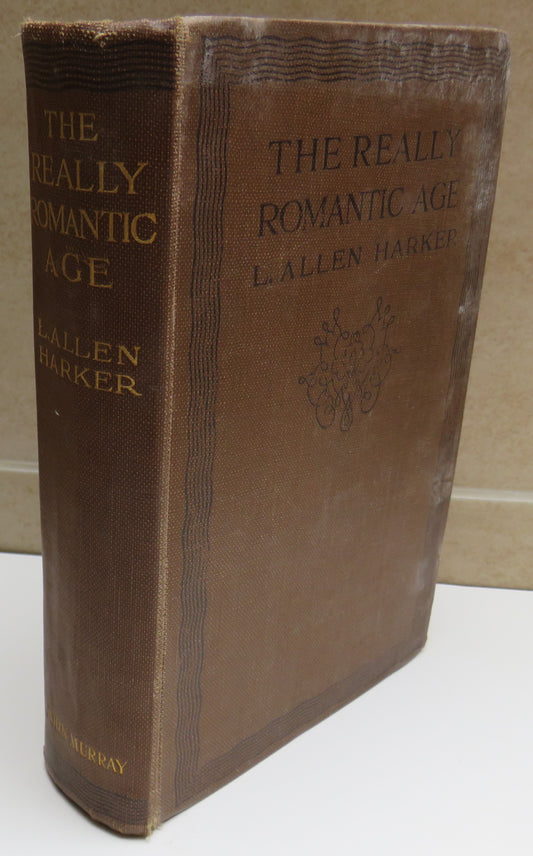 THE
REALLY
ROMANTIC
AGE
L. ALLEN
HARKER
JOHN MURRAY
THE REALLY
ROMANTIC AGE
L. ALLEN HARKER